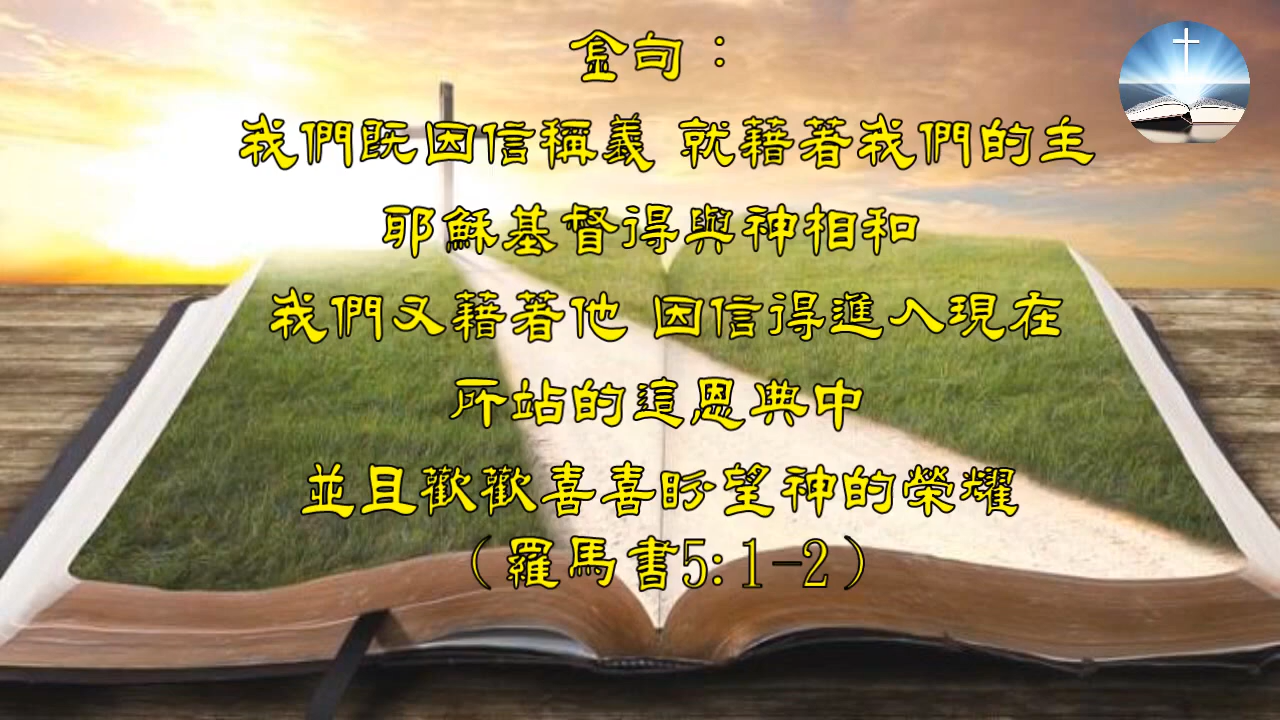 金句：
我們既因信稱義 就藉著我們的主
耶穌基督得與神相和
我們又藉著他 因信得進入現在
所站的這恩典中
並且歡歡喜喜盼望神的榮耀
（羅馬書5:1-2）